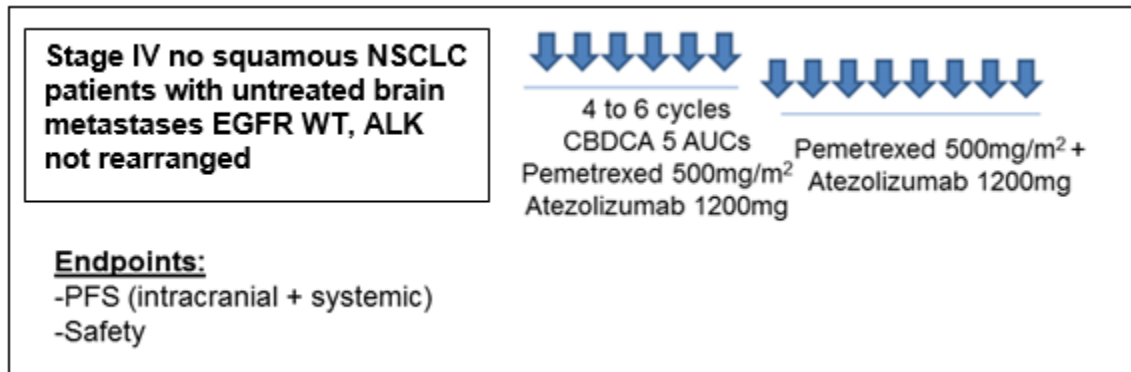 Stage IV no squamous NSCLC
patients with untreated brain
metastases EGFR WT, ALK
not rearranged
4 to 6 cycles
CBDCA 5 AUCs
Pemetrexed 500mg/m²
Atezolizumab 1200mg
Pemetrexed 500mg/m² +
Atezolizumab 1200mg
Endpoints:
-PFS (intracranial + systemic)
-Safety